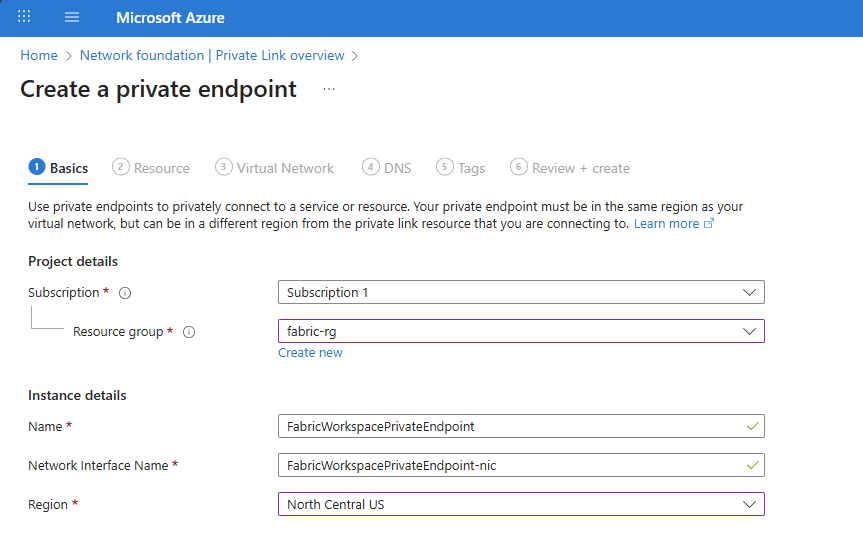 Microsoft Azure
Home > Network foundation | Private Link overview >
Create a private endpoint ...
1 Basics 2 Resource 3 Virtual Network 4 DNS 5 Tags 6 Review + create
Use private endpoints to privately connect to a service or resource. Your private endpoint must be in the same region as your
virtual network, but can be in a different region from the private link resource that you are connecting to. Learn more
Project details
Subscription * Subscription 1
Resource group * fabric-rg
Create new
Instance details
Name * FabricWorkspacePrivateEndpoint
Network Interface Name * FabricWorkspacePrivateEndpoint-nic
Region * North Central US